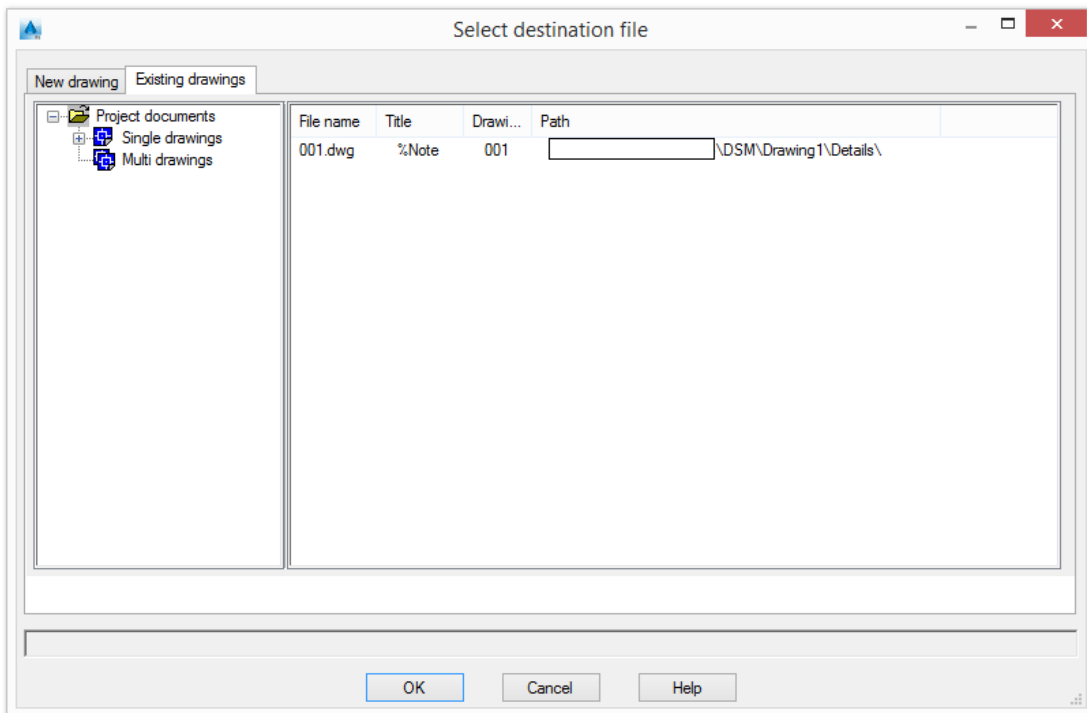 Select destination file
New drawing Existing drawings
Project documents
Single drawings
Multi drawings
File name Title Drawi... Path
001.dwg %Note 001 \DSM\Drawing1\Details\
OK Cancel Help